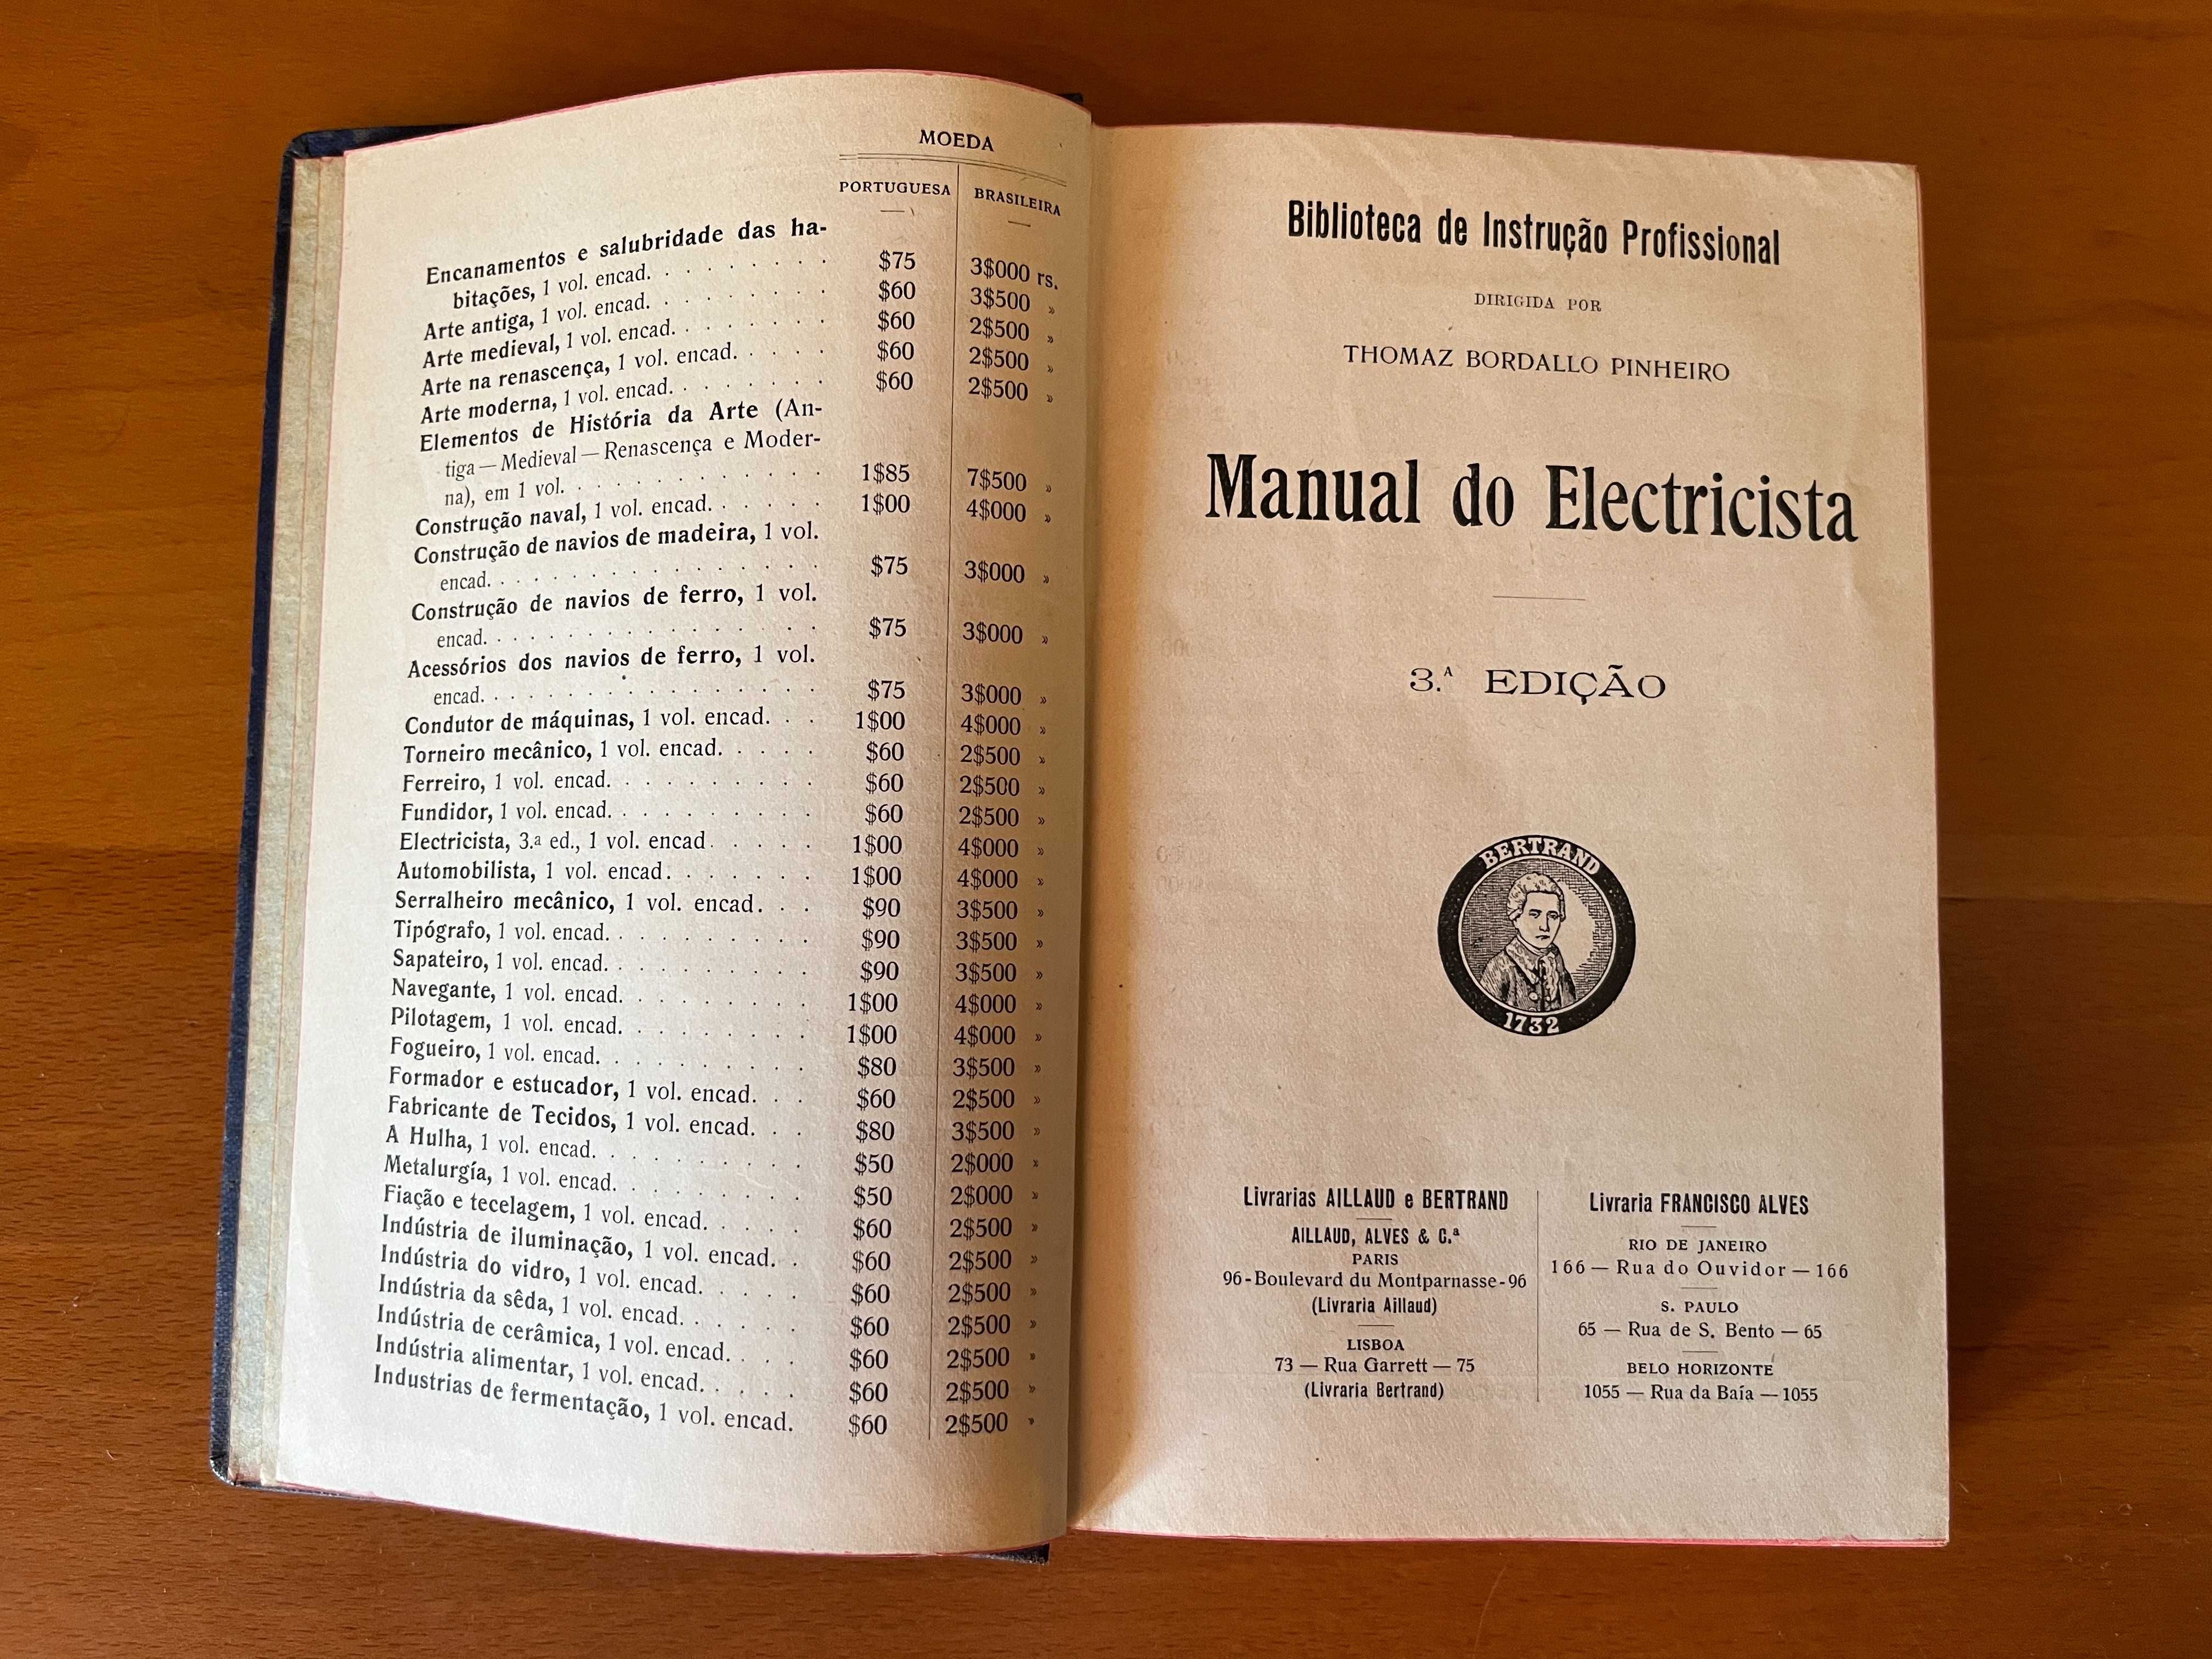 MOEDA
PORTUGUESA BRASILEIRA
Encanamentos e salubridade das ha-
bitações, 1 vol. encad. . . . . . . . . $75 3$000 rs.
Arte antiga, 1 vol. encad. . . . . . . . $60 3$500 »
Arte medieval, 1 vol. encad. . . . . . . $60 2$500 »
Arte na renascença, 1 vol. encad. . . . . $60 2$500 »
Arte moderna, 1 vol. encad. . . . . . . $60 2$500 »
Elementos de História da Arte (An-
tiga — Medieval — Renascença e Moder-
na), em 1 vol. . . . . . . . . . . 1$85 7$500 »
Construção naval, 1 vol. encad. . . . . . 1$00 4$000 »
Construção de navios de madeira, 1 vol.
encad. . . . . . . . . . . . . . . . $75 3$000 »
Construção de navios de ferro, 1 vol.
encad. . . . . . . . . . . . . . . . $75 3$000 »
Acessórios dos navios de ferro, 1 vol.
encad. . . . . . . . . . . . . . . . $75 3$000 »
Condutor de máquinas, 1 vol. encad. . . 1$00 4$000 »
Torneiro mecânico, 1 vol. encad. . . . . $60 2$500 »
Ferreiro, 1 vol. encad. . . . . . . . . $60 2$500 »
Fundidor, 1 vol. encad. . . . . . . . . $60 2$500 »
Electricista, 3.ª ed., 1 vol. encad. . . . . 1$00 4$000 »
Automobilista, 1 vol. encad. . . . . . . 1$00 4$000 »
Serralheiro mecânico, 1 vol. encad. . . $90 3$500 »
Tipógrafo, 1 vol. encad. . . . . . . . . $90 3$500 »
Sapateiro, 1 vol. encad. . . . . . . . . $90 3$500 »
Navegante, 1 vol. encad. . . . . . . . 1$00 4$000 »
Pilotagem, 1 vol. encad. . . . . . . . 1$00 4$000 »
Fogueiro, 1 vol. encad. . . . . . . . . $80 3$500 »
Formador e estucador, 1 vol. encad. . . $60 2$500 »
Fabricante de Tecidos, 1 vol. encad. . . $80 3$500 »
A Hulha, 1 vol. encad. . . . . . . . . $50 2$000 »
Metalurgía, 1 vol. encad. . . . . . . . $50 2$000 »
Fiação e tecelagem, 1 vol. encad. . . . . $60 2$500 »
Indústria de iluminação, 1 vol. encad. . $60 2$500 »
Indústria do vidro, 1 vol. encad. . . . . $60 2$500 »
Indústria da sêda, 1 vol. encad. . . . . . $60 2$500 »
Indústria de cerâmica, 1 vol. encad. . . . $60 2$500 »
Indústria alimentar, 1 vol. encad. . . . . $60 2$500 »
Industrias de fermentação, 1 vol. encad. $60 2$500 »
Biblioteca de Instrução Profissional
DIRIGIDA POR
THOMAZ BORDALLO PINHEIRO
Manual do Electricista
3.ª EDIÇÃO
BERTRAND
1732
Livrarias AILLAUD e BERTRAND
AILLAUD, ALVES & C.ª
PARIS
96-Boulevard du Montparnasse-96
(Livraria Aillaud)
LISBOA
73 — Rua Garrett — 75
(Livraria Bertrand)
Livraria FRANCISCO ALVES
RIO DE JANEIRO
166 — Rua do Ouvidor — 166
S. PAULO
65 — Rua de S. Bento — 65
BELO HORIZONTE
1055 — Rua da Baía — 1055